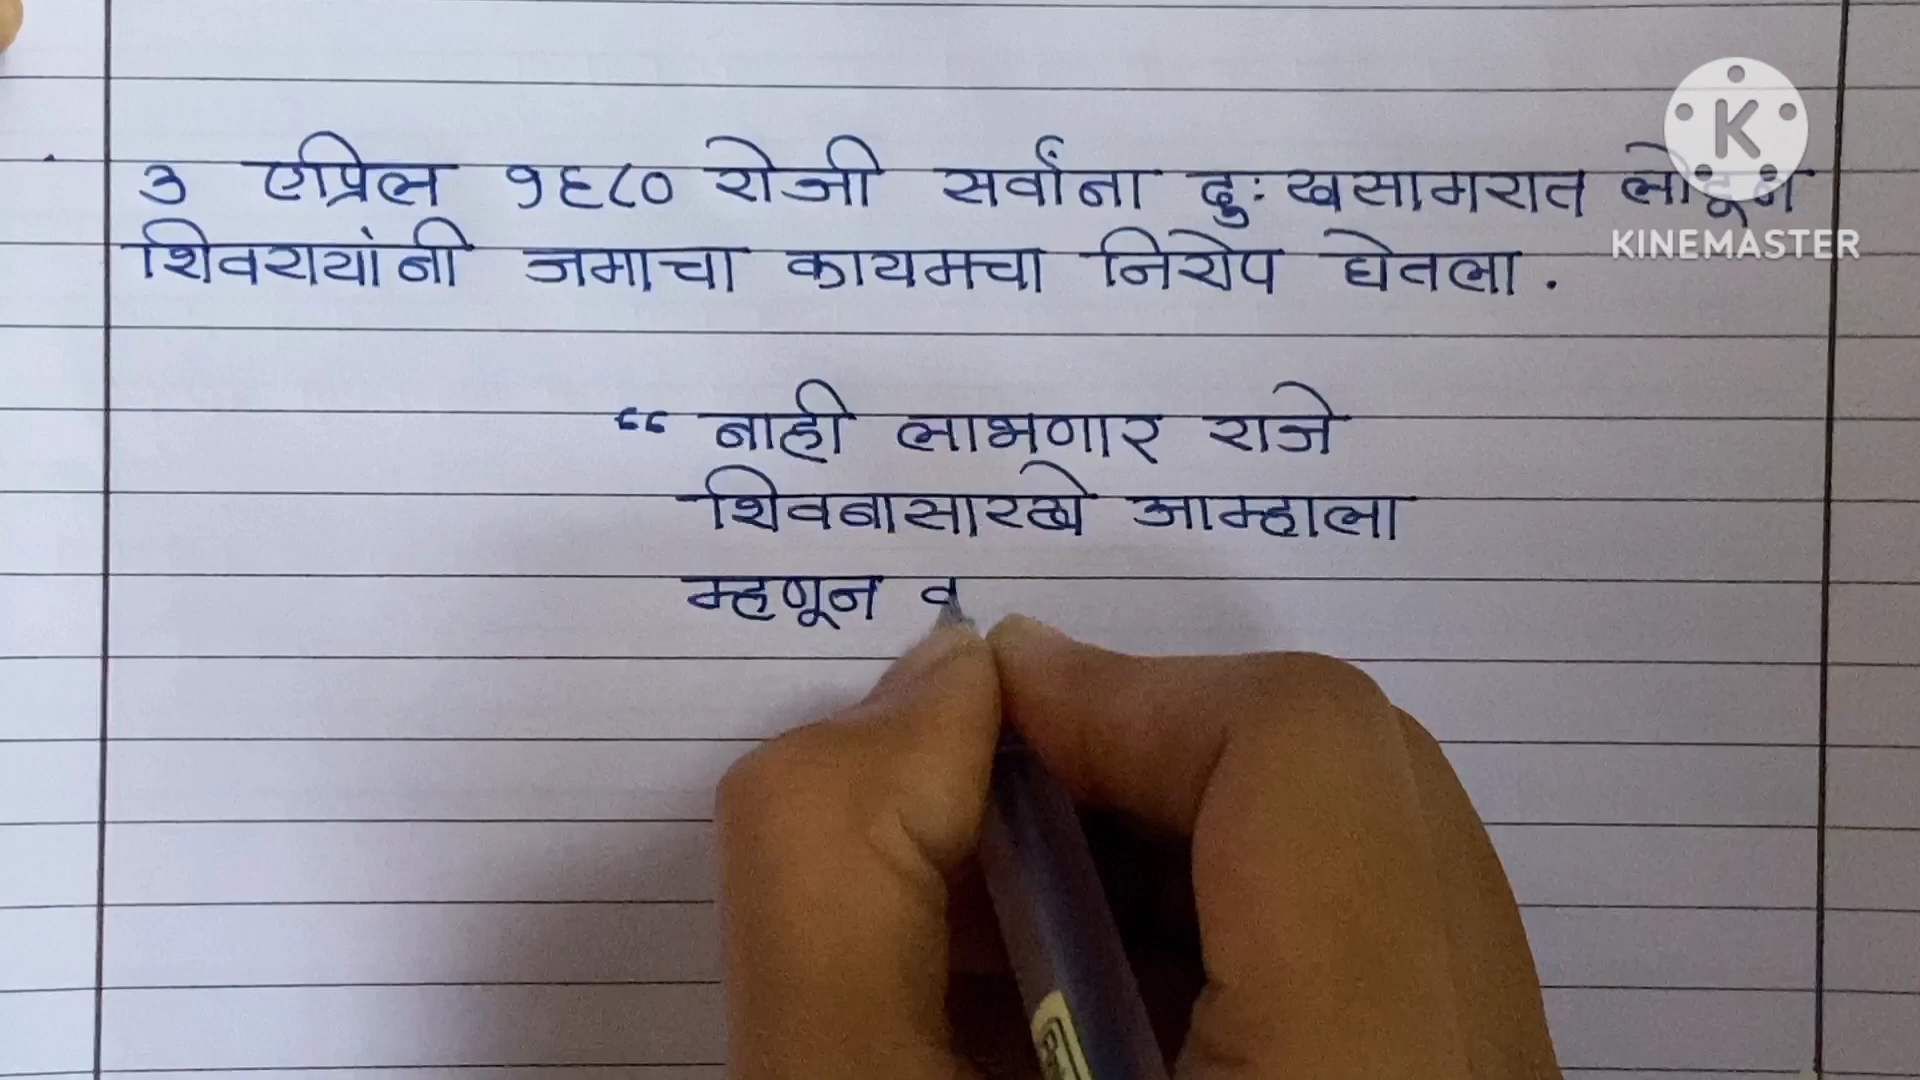 ३ एप्रिल १६८० रोजी सर्वांना दुःखसागरात लोटून
शिवरायांनी जगाचा कायमचा निरोप घेतला.
“ नाही लाभणार राजे
शिवबासारखे आम्हाला
म्हणून व
KINEMASTER